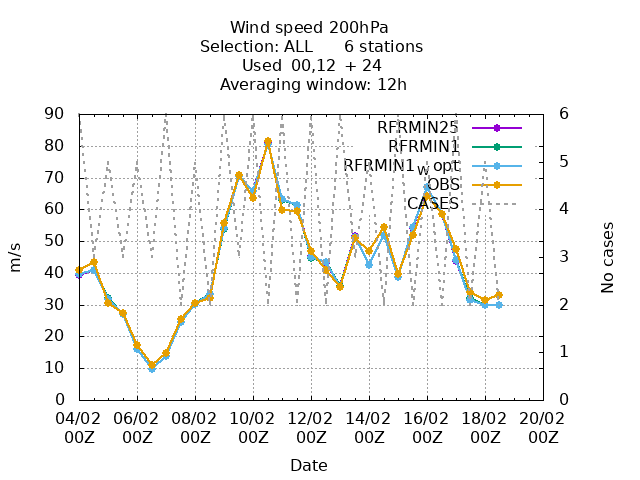 Wind speed 200hPa
Selection: ALL 6 stations
Used 00,12 + 24
Averaging window: 12h
90 6
80
70 5
60 4
50
40 3
30 2
20
10 1
0 0
m/s
No cases
RFRMIN25
RFRMIN1
RFRMIN1_w_opt
OBS
CASES
04/02 06/02 08/02 10/02 12/02 14/02 16/02 18/02 20/02
00Z 00Z 00Z 00Z 00Z 00Z 00Z 00Z 00Z
Date